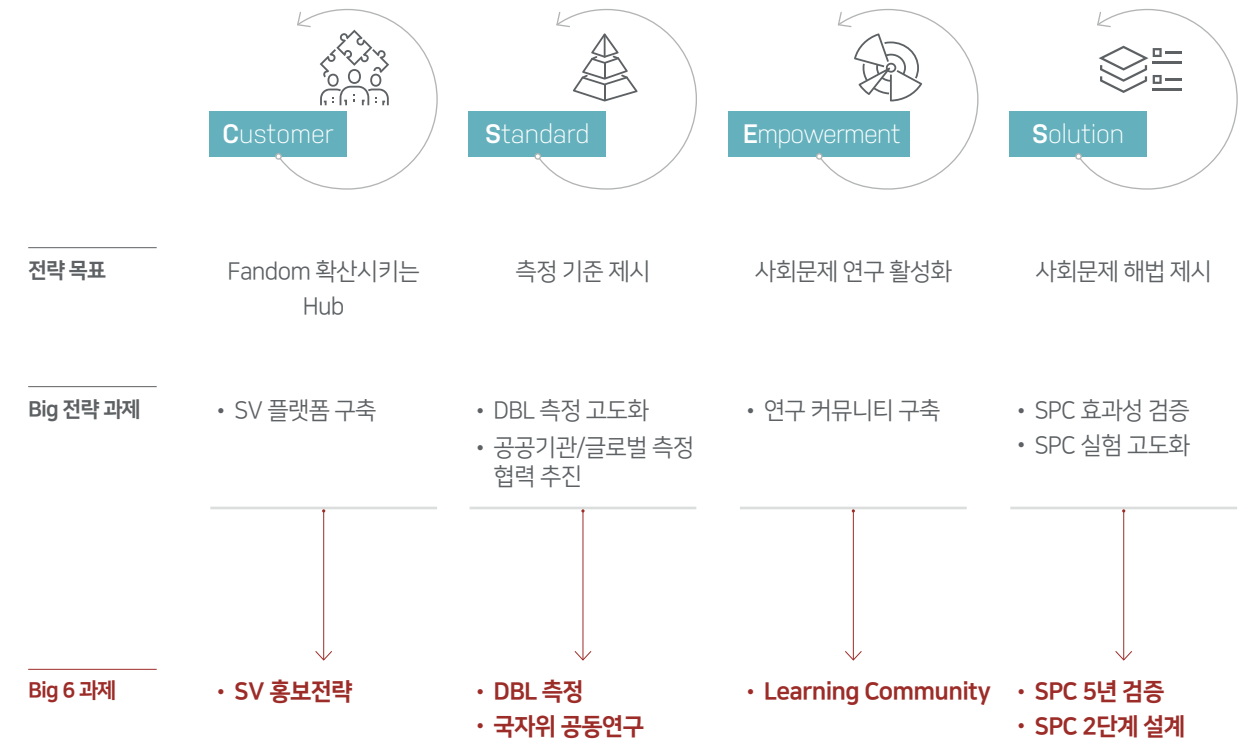 Customer
Standard
Empowerment
Solution
전략 목표
Fandom 확산시키는
Hub
측정 기준 제시
사회문제 연구 활성화
사회문제 해법 제시
Big 전략 과제
• SV 플랫폼 구축
• DBL 측정 고도화
• 공공기관/글로벌 측정
협력 추진
• 연구 커뮤니티 구축
• SPC 효과성 검증
• SPC 실험 고도화
Big 6 과제
• SV 홍보전략
• DBL 측정
• 국자위 공동연구
• Learning Community
• SPC 5년 검증
• SPC 2단계 설계